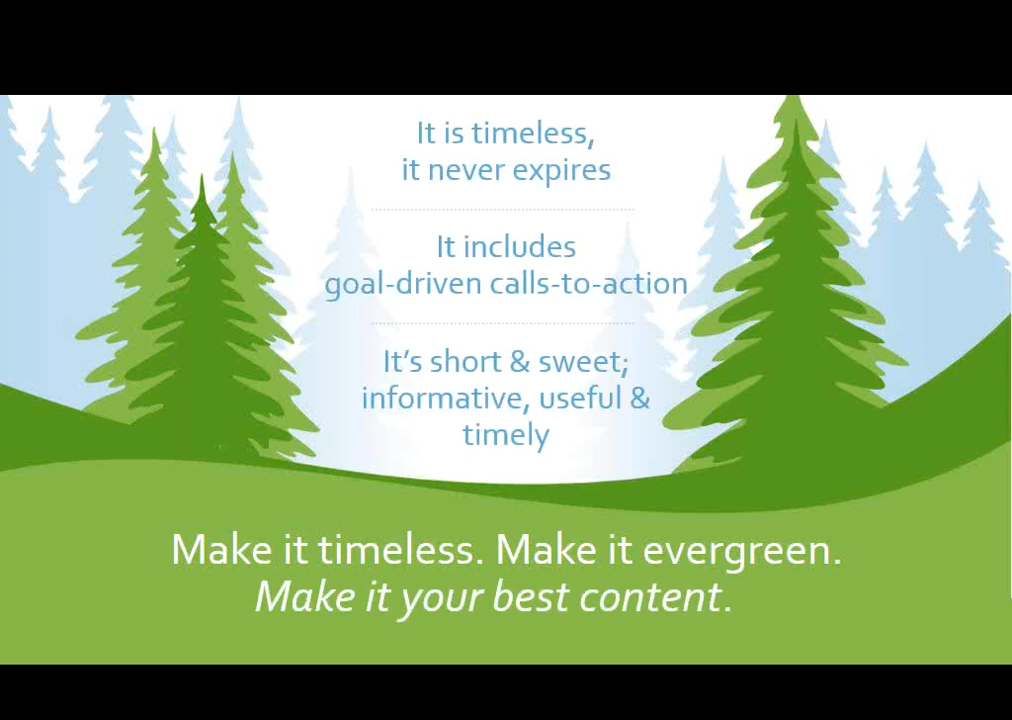 It is timeless,
it never expires
It includes
goal-driven calls-to-action
It's short & sweet;
informative, useful &
timely
Make it timeless. Make it evergreen.
Make it your best content.